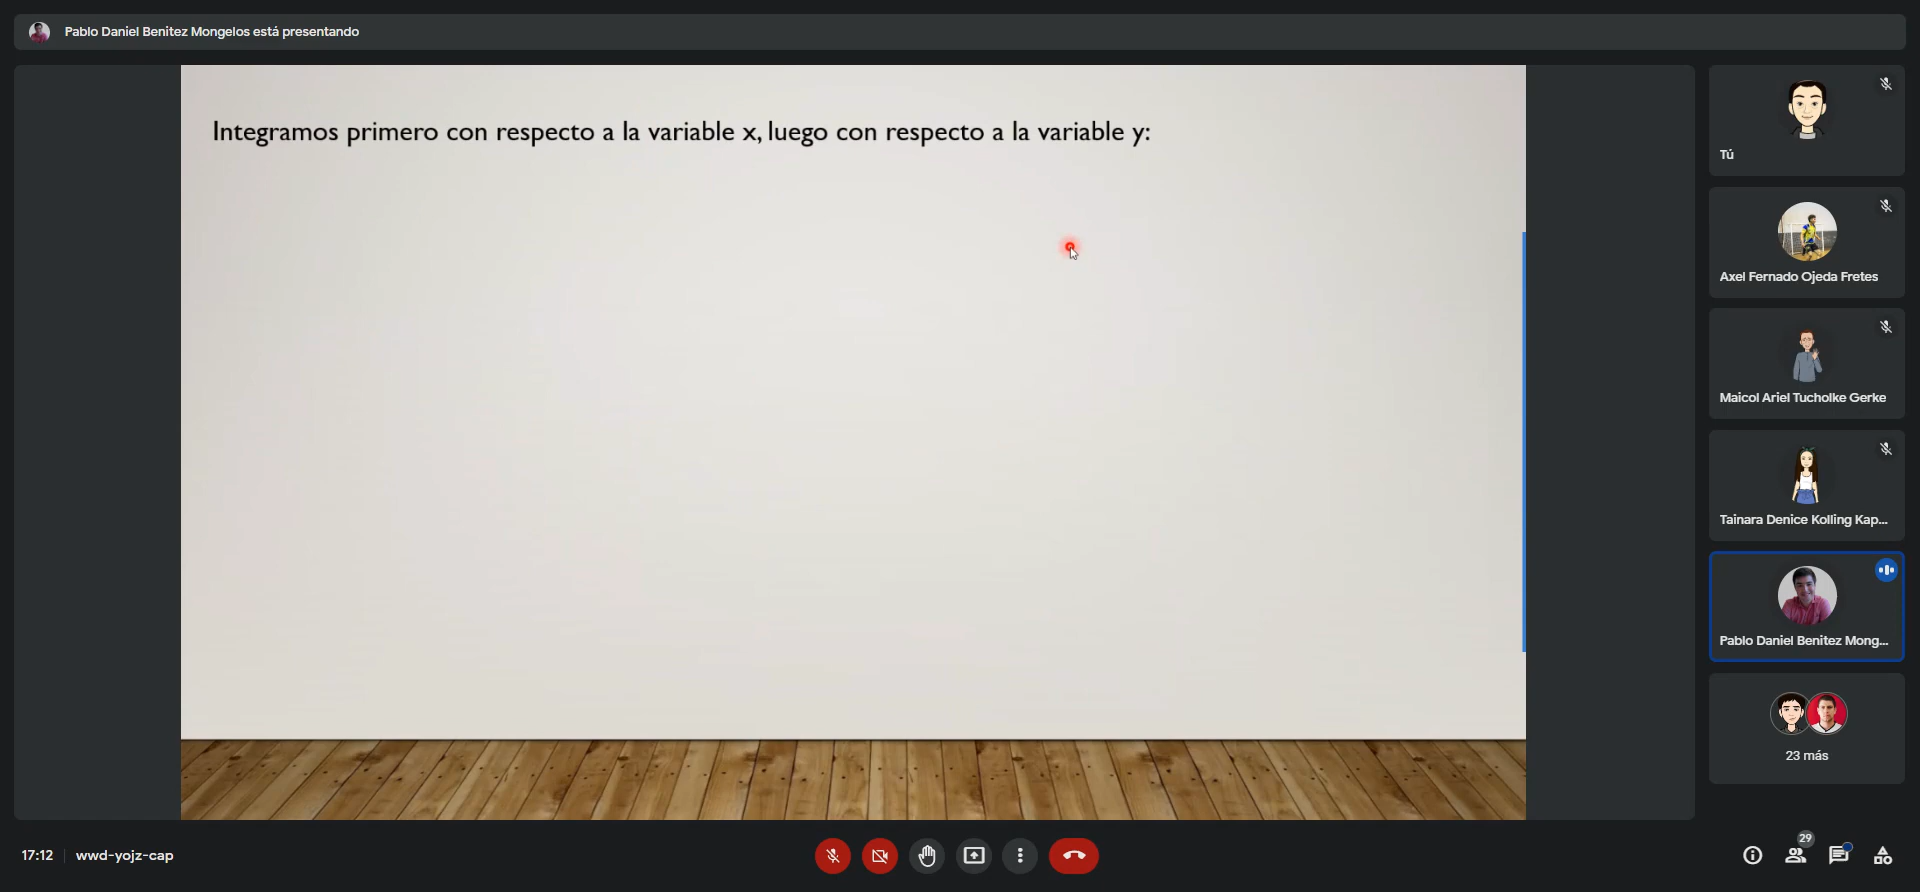 Pablo Daniel Benitez Mongelos está presentando
Integramos primero con respecto a la variable x, luego con respecto a la variable y:
Tú
Axel Fernado Ojeda Fretes
Maicol Ariel Tucholke Gerke
Tainara Denice Kolling Kap...
Pablo Daniel Benitez Mong...
23 más
17:12
wwd-yojz-cap
29